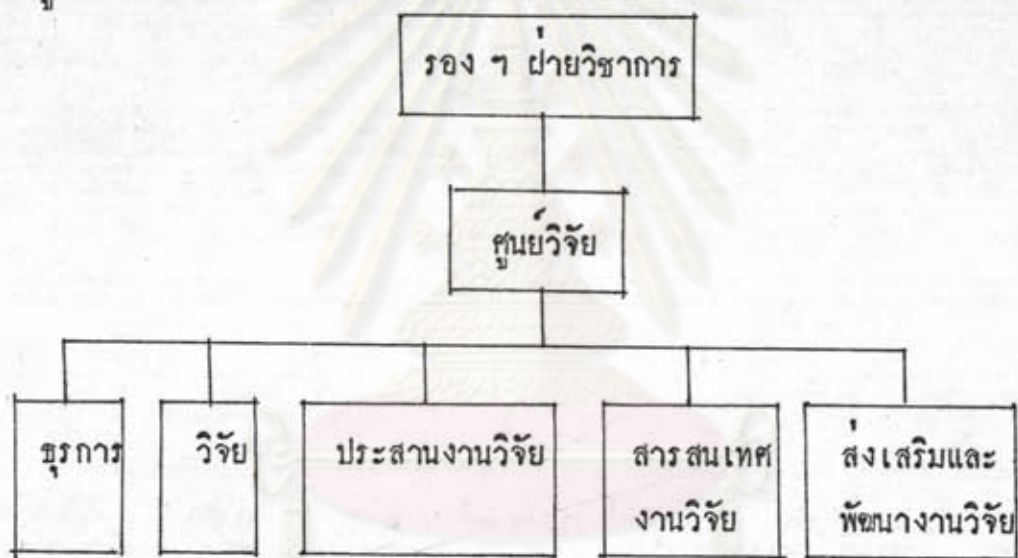 รอง ๆ ฝ่ายวิชาการ
ศูนย์วิจัย
ธุรการ
วิจัย
ประสานงานวิจัย
สารสนเทศ
งานวิจัย
ส่งเสริมและ
พัฒนางานวิจัย